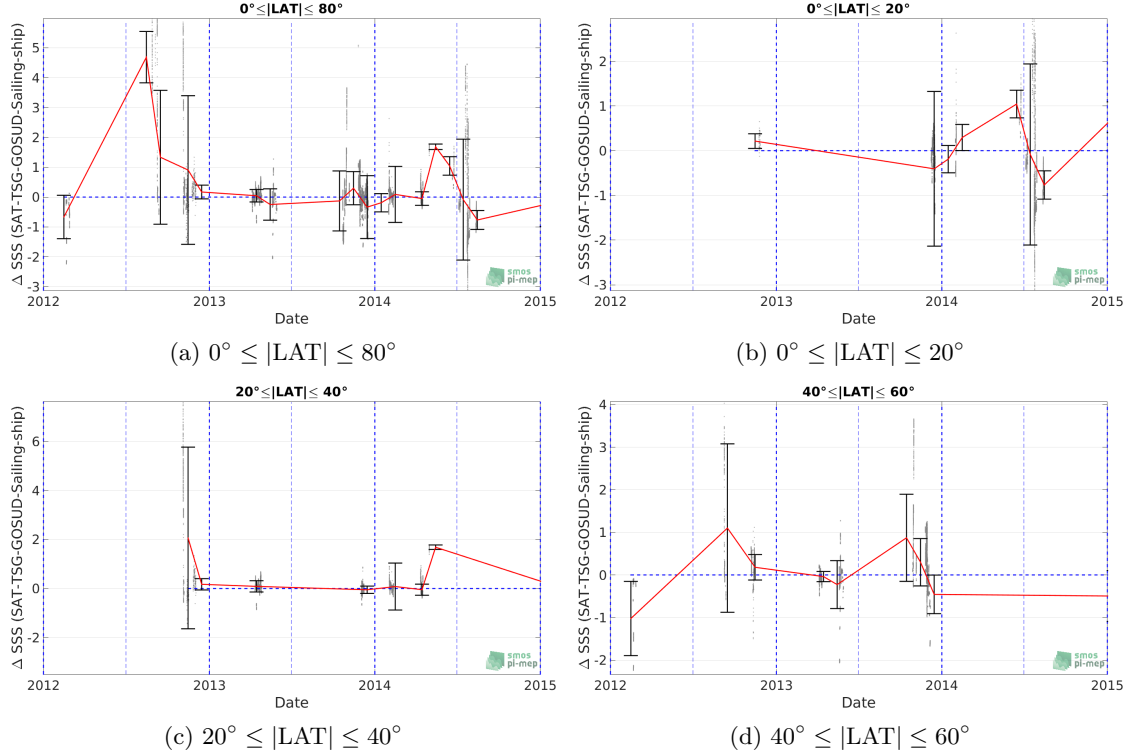 0°≤|LAT|≤ 80°
Δ SSS (SAT-TSG-GOSUD-Sailing-ship)
5
4
3
2
1
0
-1
-2
-3
2012
2013
2014
2015
Date
smos
pi-mep
(a) 0° ≤ |LAT| ≤ 80°
0°≤|LAT|≤ 20°
Δ SSS (SAT-TSG-GOSUD-Sailing-ship)
2
1
0
-1
-2
-3
2012
2013
2014
2015
Date
smos
pi-mep
(b) 0° ≤ |LAT| ≤ 20°
20°≤|LAT|≤ 40°
Δ SSS (SAT-TSG-GOSUD-Sailing-ship)
6
4
2
0
-2
2012
2013
2014
2015
Date
smos
pi-mep
(c) 20° ≤ |LAT| ≤ 40°
40°≤|LAT|≤ 60°
Δ SSS (SAT-TSG-GOSUD-Sailing-ship)
4
3
2
1
0
-1
-2
2012
2013
2014
2015
Date
smos
pi-mep
(d) 40° ≤ |LAT| ≤ 60°